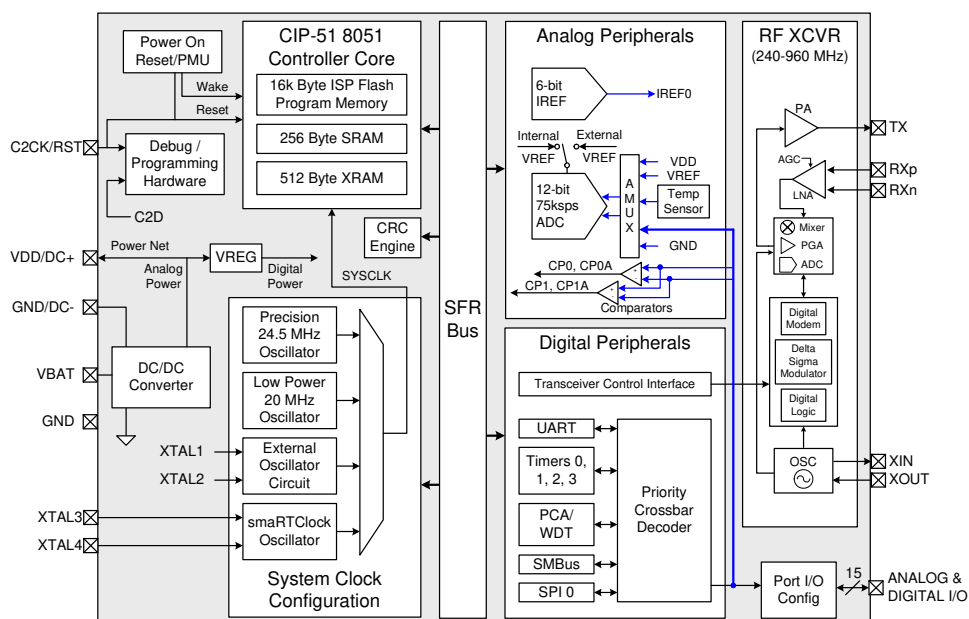 Power On
Reset/PMU
Wake
Reset
C2CK/RST
Debug /
Programming
Hardware
C2D
VDD/DC+
Power Net
Analog
Power
VREG
Digital
Power
GND/DC-
VBAT
DC/DC
Converter
GND
XTAL1
XTAL2
XTAL3
XTAL4
CIP-51 8051
Controller Core
16k Byte ISP Flash
Program Memory
256 Byte SRAM
512 Byte XRAM
CRC
Engine
SYSCLK
Precision
24.5 MHz
Oscillator
Low Power
20 MHz
Oscillator
External
Oscillator
Circuit
smaRTClock
Oscillator
System Clock
Configuration
SFR
Bus
Analog Peripherals
6-bit
IREF
IREF0
Internal
External
VREF
VREF
12-bit
75ksps
ADC
A
M
U
X
VDD
VREF
Temp
Sensor
GND
CP0, CP0A
+
-
CP1, CP1A
+
-
Comparators
Digital Peripherals
Transceiver Control Interface
UART
Timers 0,
1, 2, 3
PCA/
WDT
SMBus
SPI 0
Priority
Crossbar
Decoder
RF XCVR
(240-960 MHz)
PA
TX
AGC
LNA
RXp
RXn
Mixer
PGA
ADC
Digital
Modem
Delta
Sigma
Modulator
Digital
Logic
OSC
XIN
XOUT
Port I/O
Config
15
ANALOG &
DIGITAL I/O